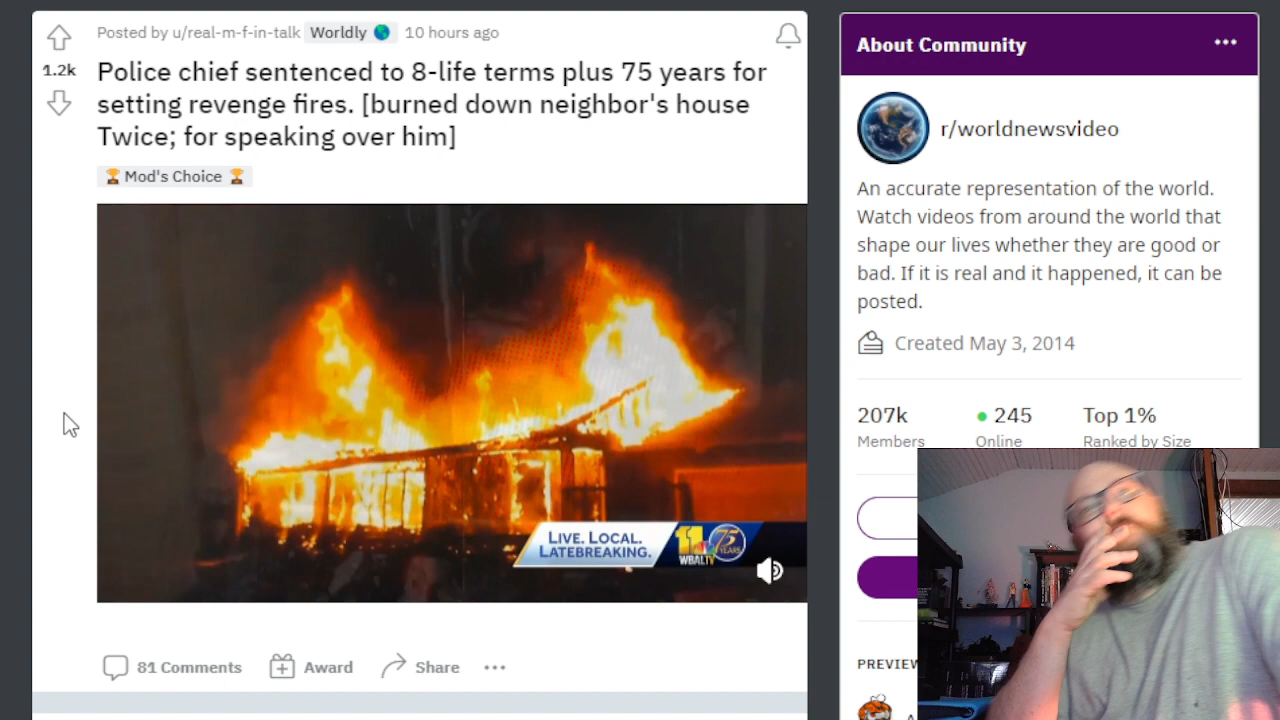 Posted by u/real-m-f-in-talk Worldly 10 hours ago
1.2k
Police chief sentenced to 8-life terms plus 75 years for
setting revenge fires. [burned down neighbor's house
Twice; for speaking over him]
Mod's Choice
LIVE. LOCAL.
LATEBREAKING.
11
WBALTV
75
YEARS
81 Comments
Award
Share
About Community
r/worldnewsvideo
An accurate representation of the world.
Watch videos from around the world that
shape our lives whether they are good or
bad. If it is real and it happened, it can be
posted.
Created May 3, 2014
207k
Members
245
Online
Top 1%
Ranked by Size